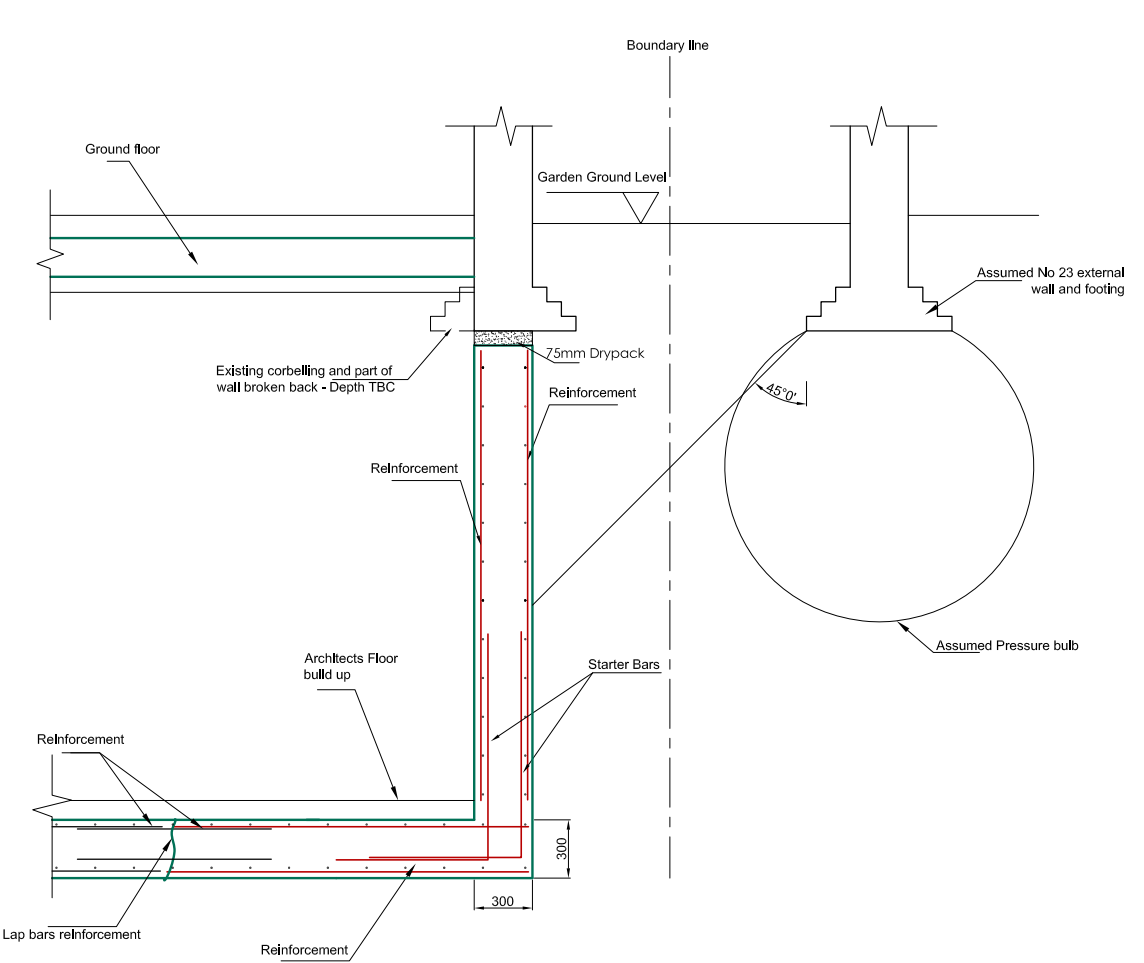 Boundary line
Ground floor
Garden Ground Level
Assumed No 23 external
wall and footing
75mm Drypack
Existing corbelling and part of
wall broken back - Depth TBC
45°0'
Reinforcement
Reinforcement
Assumed Pressure bulb
Architects Floor
build up
Starter Bars
Reinforcement
300
300
Lap bars reinforcement
Reinforcement